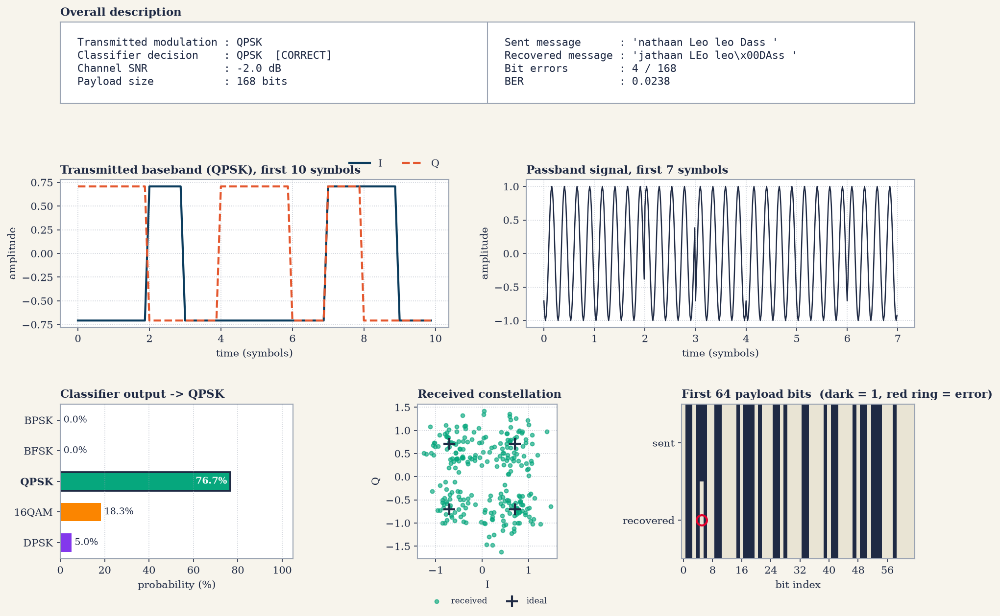 Overall description
Transmitted modulation : QPSK
Classifier decision    : QPSK  [CORRECT]
Channel SNR            : -2.0 dB
Payload size           : 168 bits
Sent message      : 'nathaan Leo leo Dass '
Recovered message : 'jathaan LEo leo\x00DAss '
Bit errors        : 4 / 168
BER               : 0.0238
Transmitted baseband (QPSK), first 10 symbols
I
Q
0.75
0.50
0.25
0.00
−0.25
−0.50
−0.75
amplitude
0 2 4 6 8 10
time (symbols)
Passband signal, first 7 symbols
1.0
0.5
0.0
−0.5
−1.0
amplitude
0 1 2 3 4 5 6 7
time (symbols)
Classifier output -> QPSK
BPSK 0.0%
BFSK 0.0%
QPSK 76.7%
16QAM 18.3%
DPSK 5.0%
0 20 40 60 80 100
probability (%)
Received constellation
1.5
1.0
0.5
0.0
−0.5
−1.0
−1.5
Q
−1 0 1
I
received
ideal
First 64 payload bits  (dark = 1, red ring = error)
sent
recovered
0 8 16 24 32 40 48 56
bit index